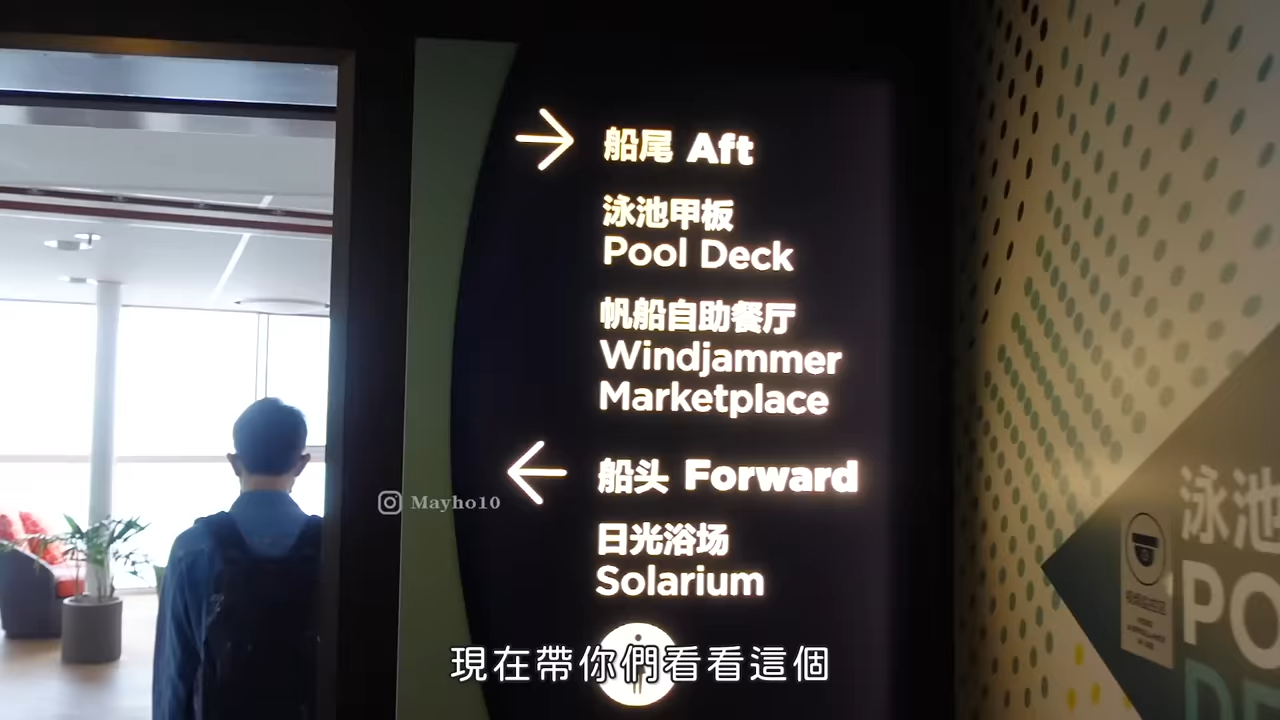 船尾 Aft
泳池甲板
Pool Deck
帆船自助餐厅
Windjammer
Marketplace
船头 Forward
日光浴场
Solarium
Mayho10
泳池
PO
DE
現在帶你們看看這個